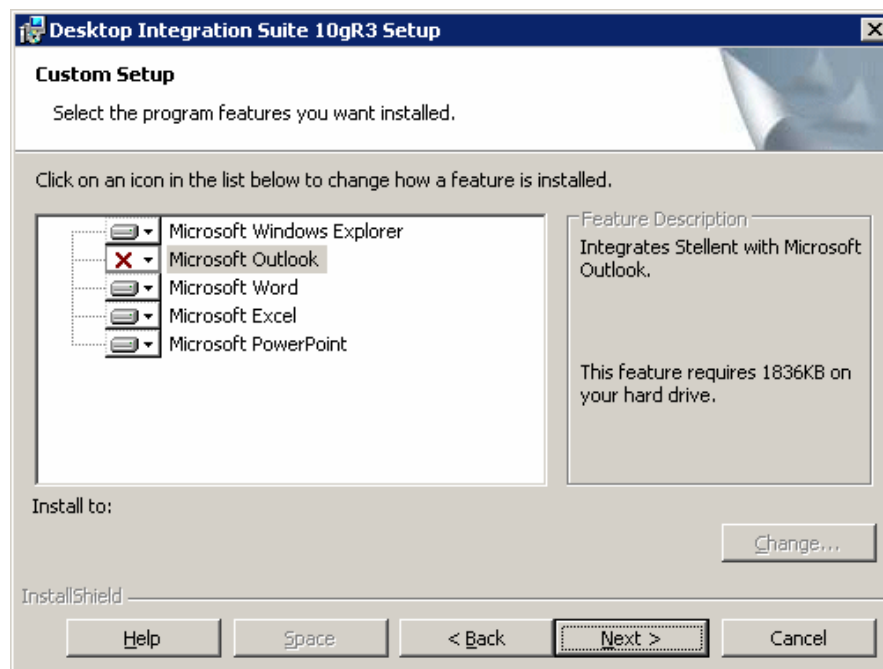 Desktop Integration Suite 10gR3 Setup
Custom Setup
Select the program features you want installed.
Click on an icon in the list below to change how a feature is installed.
Microsoft Windows Explorer
Microsoft Outlook
Microsoft Word
Microsoft Excel
Microsoft PowerPoint
Feature Description
Integrates Stellent with Microsoft
Outlook.
This feature requires 1836KB on
your hard drive.
Install to:
Change...
InstallShield
Help
Space
< Back
Next >
Cancel